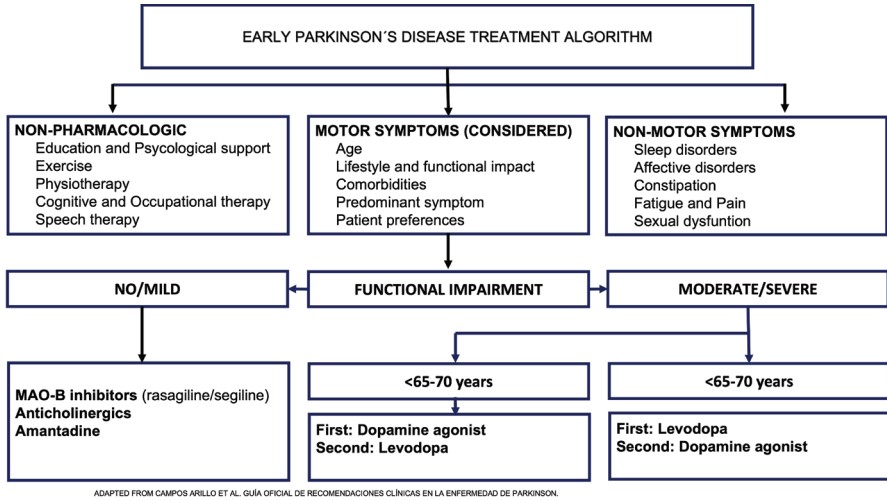 EARLY PARKINSON´S DISEASE TREATMENT ALGORITHM
NON-PHARMACOLOGIC
Education and Psycological support
Exercise
Physiotherapy
Cognitive and Occupational therapy
Speech therapy
MOTOR SYMPTOMS (CONSIDERED)
Age
Lifestyle and functional impact
Comorbidities
Predominant symptom
Patient preferences
NON-MOTOR SYMPTOMS
Sleep disorders
Affective disorders
Constipation
Fatigue and Pain
Sexual dysfuntion
NO/MILD
FUNCTIONAL IMPAIRMENT
MODERATE/SEVERE
MAO-B inhibitors (rasagiline/segiline)
Anticholinergics
Amantadine
<65-70 years
First: Dopamine agonist
Second: Levodopa
<65-70 years
First: Levodopa
Second: Dopamine agonist
ADAPTED FROM CAMPOS ARILLO ET AL. GUÍA OFICIAL DE RECOMENDACIONES CLÍNICAS EN LA ENFERMEDAD DE PARKINSON.